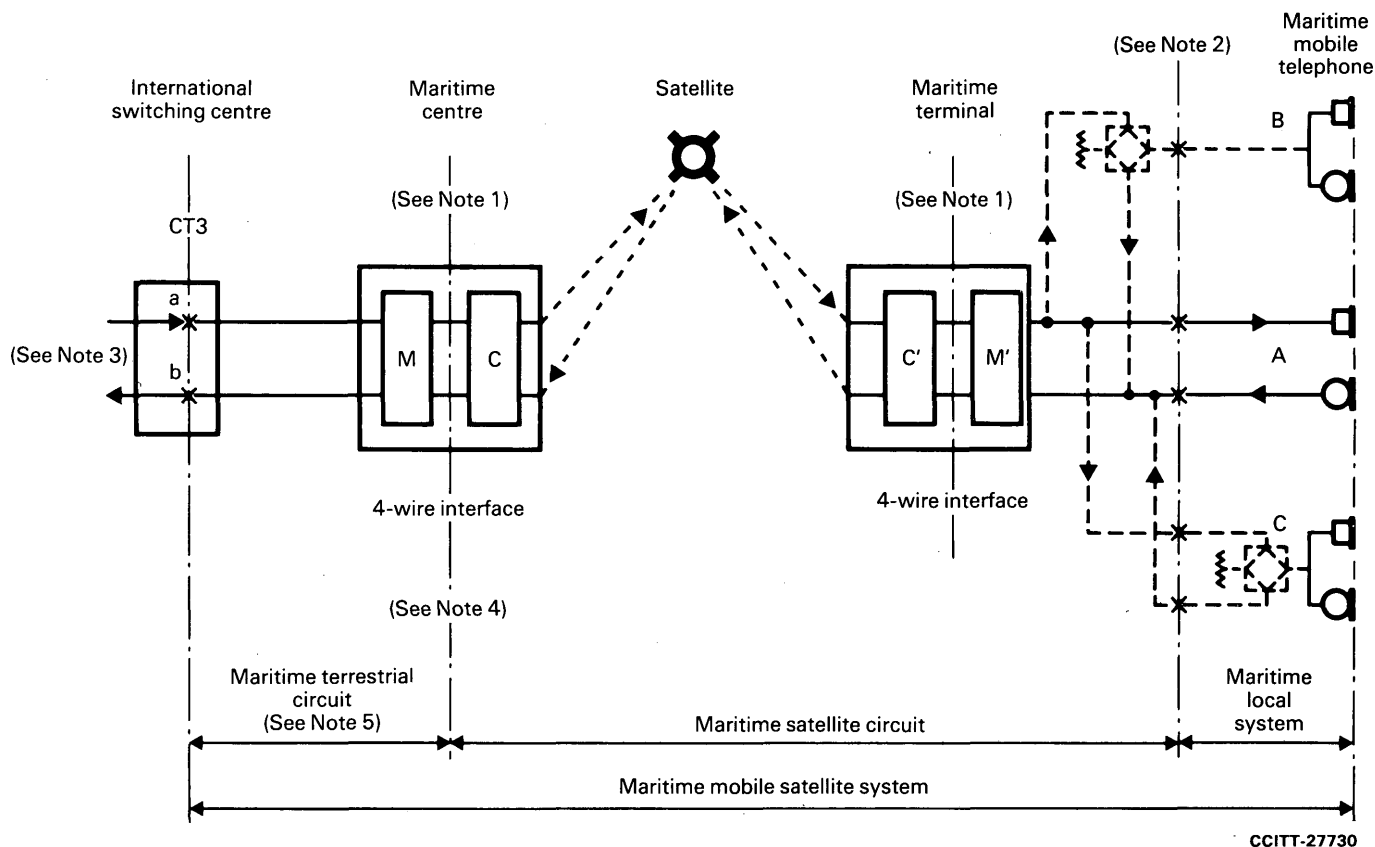 Maritime
mobile
telephone
(See Note 2)
International
switching centre
Maritime
centre
Satellite
Maritime
terminal
B
(See Note 1)
(See Note 1)
CT3
a
(See Note 3)
b
M
C
C'
M'
A
4-wire interface
4-wire interface
C
(See Note 4)
Maritime terrestrial
circuit
(See Note 5)
Maritime satellite circuit
Maritime
local
system
Maritime mobile satellite system
CCITT-27730